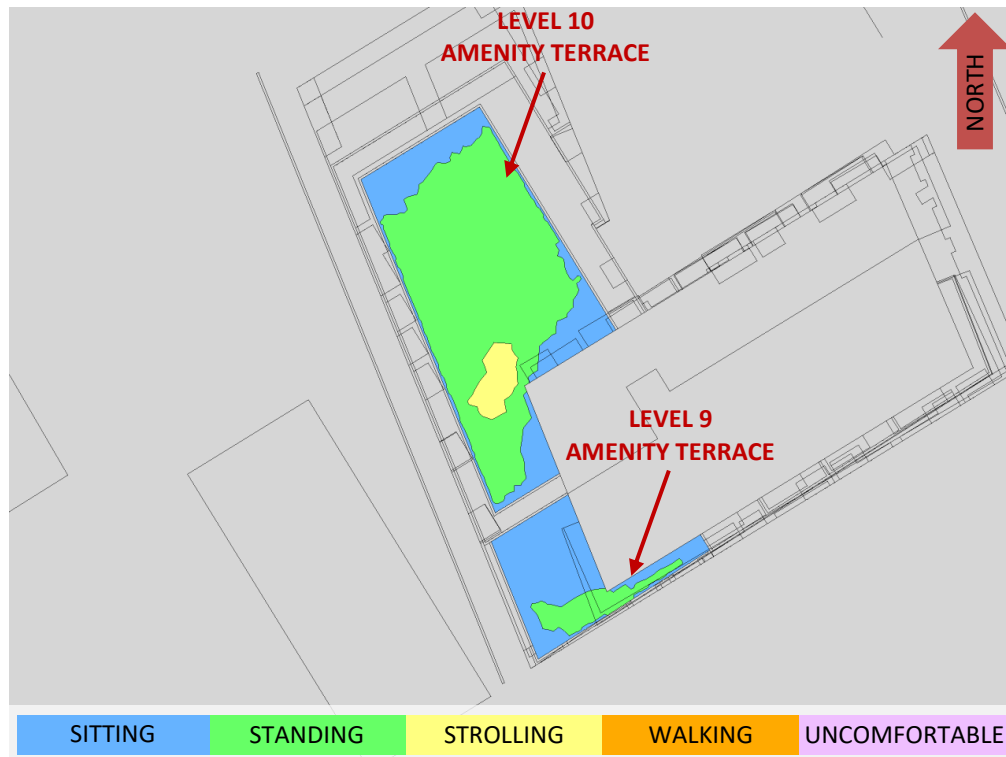 LEVEL 10
AMENITY TERRACE
NORTH
LEVEL 9
AMENITY TERRACE
SITTING
STANDING
STROLLING
WALKING
UNCOMFORTABLE